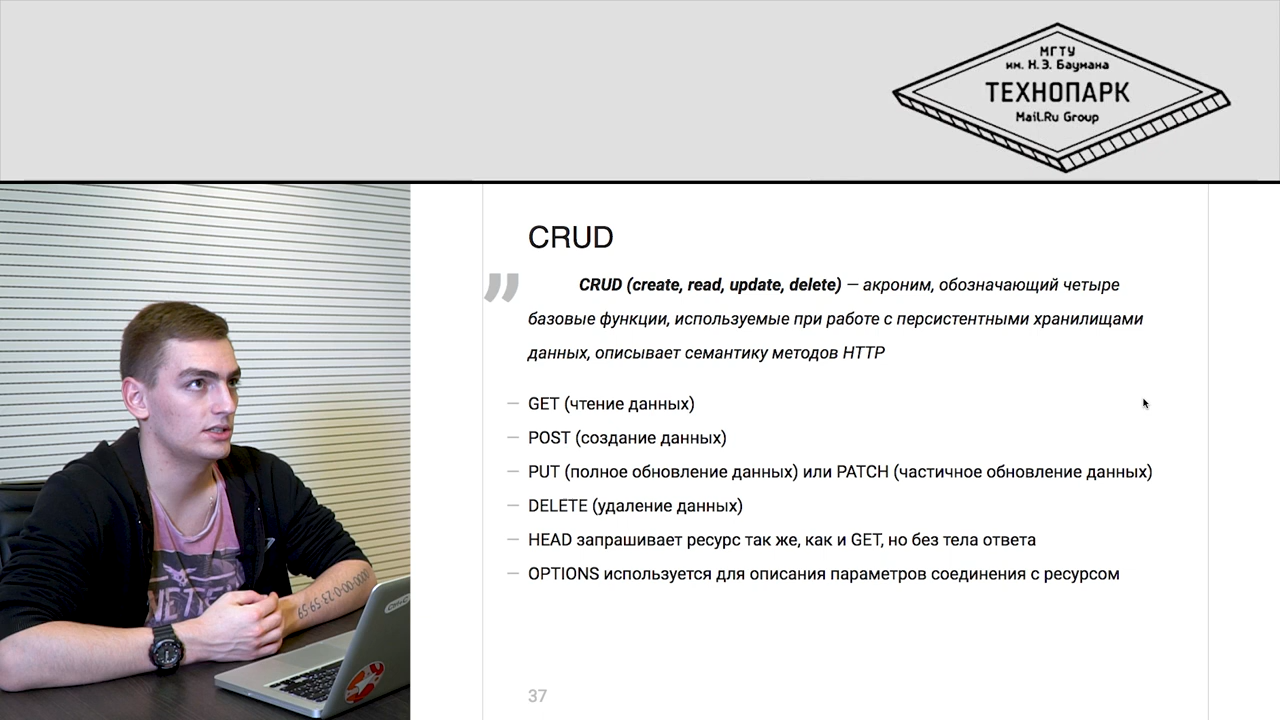 МГТУ
им. Н.Э. Баумана
ТЕХНОПАРК
Mail.Ru Group
CRUD
” CRUD (create, read, update, delete) — акроним, обозначающий четыре
базовые функции, используемые при работе с персистентными хранилищами
данных, описывает семантику методов HTTP
— GET (чтение данных)
— POST (создание данных)
— PUT (полное обновление данных) или PATCH (частичное обновление данных)
— DELETE (удаление данных)
— HEAD запрашивает ресурс так же, как и GET, но без тела ответа
— OPTIONS используется для описания параметров соединения с ресурсом
37